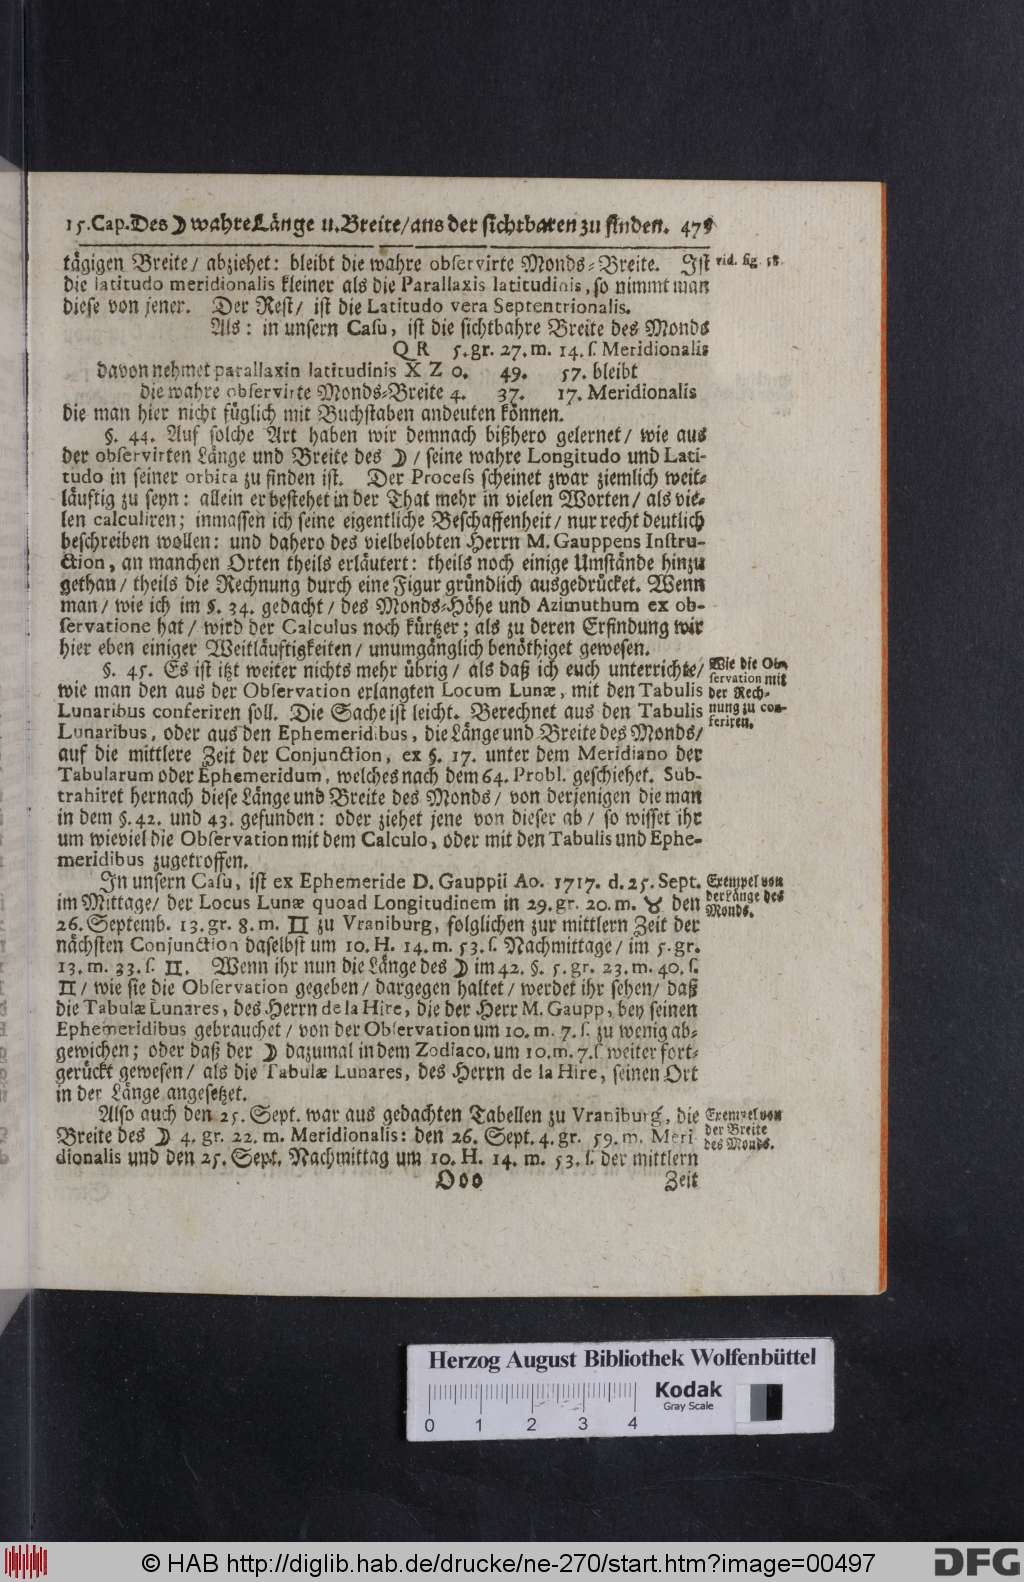 15. Cap. Des ☽ wahre Länge u. Breite/ aus der sichtbaren zu finden. 479
tägigen Breite/ abziehet: bleibt die wahre observirte Monds-Breite. Ist
vid. fig. 58.
die latitudo meridionalis kleiner als die Parallaxis latitudinis, so nimmt man
diese von jener. Der Rest/ ist die Latitudo vera Septentrionalis.
Als: in unsern Casu, ist die sichtbahre Breite des Monds
Q R 5. gr. 27. m. 14. s. Meridionalis
davon nehmet parallaxin latitudinis X Z 0. 49. 57. bleibt
die wahre observirte Monds-Breite 4. 37. 17. Meridionalis
die man hier nicht füglich mit Buchstaben andeuten können.
§. 44. Auf solche Art haben wir demnach bißhero gelernet/ wie aus
der observirten Länge und Breite des ☽/ seine wahre Longitudo und Lati-
tudo in seiner orbita zu finden ist. Der Process scheinet zwar ziemlich weit-
läuftig zu seyn: allein er bestehet in der That mehr in vielen Worten/ als vie-
len calculiren; inmassen ich seine eigentliche Beschaffenheit/ nur recht deutlich
beschreiben wollen: und dahero des vielbelobten Herrn M. Gauppens Instru-
ction, an manchen Orten theils erläutert: theils noch einige Umstände hinzu
gethan/ theils die Rechnung durch eine Figur gründlich ausgedrücket. Wenn
man/ wie ich im §. 34. gedacht/ des Monds-Höhe und Azimuthum ex ob-
servatione hat/ wird der Calculus noch kürtzer; als zu deren Erfindung wir
hier eben einiger Weitläuftigkeiten/ unumgänglich benöthiget gewesen.
§. 45. Es ist itzt weiter nichts mehr übrig/ als daß ich euch unterrichte/
wie man den aus der Observation erlangten Locum Lunæ, mit den Tabulis
Lunaribus conferiren soll. Die Sache ist leicht. Berechnet aus den Tabulis
Lunaribus, oder aus den Ephemeridibus, die Länge und Breite des Monds/
auf die mittlere Zeit der Conjunction, ex §. 17. unter dem Meridiano der
Tabularum oder Ephemeridum, welches nach dem 64. Probl. geschiehet. Sub-
trahiret hernach diese Länge und Breite des Monds/ von derjenigen die man
in dem §. 42. und 43. gefunden: oder ziehet jene von dieser ab/ so wisset ihr
um wieviel die Observation mit dem Calculo, oder mit den Tabulis und Ephe-
meridibus zugetroffen.
Wie die Ob-
servation mit
der Rech-
nung zu con-
feriren.
In unsern Casu, ist ex Ephemeride D. Gauppii Ao. 1717. d. 25. Sept.
im Mittage/ der Locus Lunæ quoad Longitudinem in 29. gr. 20. m. ♉ den
26. Septemb. 13. gr. 8. m. ♊ zu Vraniburg, folglichen zur mittlern Zeit der
nächsten Conjunction daselbst um 10. H. 14. m. 53. s. Nachmittage/ im 5. gr.
13. m. 33. s. ♊. Wenn ihr nun die Länge des ☽ im 42. §. 5. gr. 23. m. 40. s.
♊/ wie sie die Observation gegeben/ dargegen haltet/ werdet ihr sehen/ daß
die Tabulæ Lunares, des Herrn de la Hire, die der Herr M. Gaupp, bey seinen
Ephemeridibus gebrauchet/ von der Observation um 10. m. 7. s. zu wenig ab-
gewichen; oder daß der ☽ dazumal in dem Zodiaco, um 10. m. 7. s weiter fort-
gerückt gewesen/ als die Tabulæ Lunares, des Herrn de la Hire, seinen Ort
in der Länge angesetzet.
Exempel von
der Länge des
Monds.
Also auch den 25. Sept. war aus gedachten Tabellen zu Vraniburg, die
Breite des ☽ 4. gr. 22. m. Meridionalis: den 26. Sept. 4. gr. 59. m. Meri-
dionalis und den 25. Sept. Nachmittag um 10. H. 14. m. 53. s. der mittlern
Exempel von
der Breite
des Monds.
Ooo Zeit
Herzog August Bibliothek Wolfenbüttel
Kodak
Gray Scale
0 1 2 3 4
© HAB http://diglib.hab.de/drucke/ne-270/start.htm?image=00497
DFG